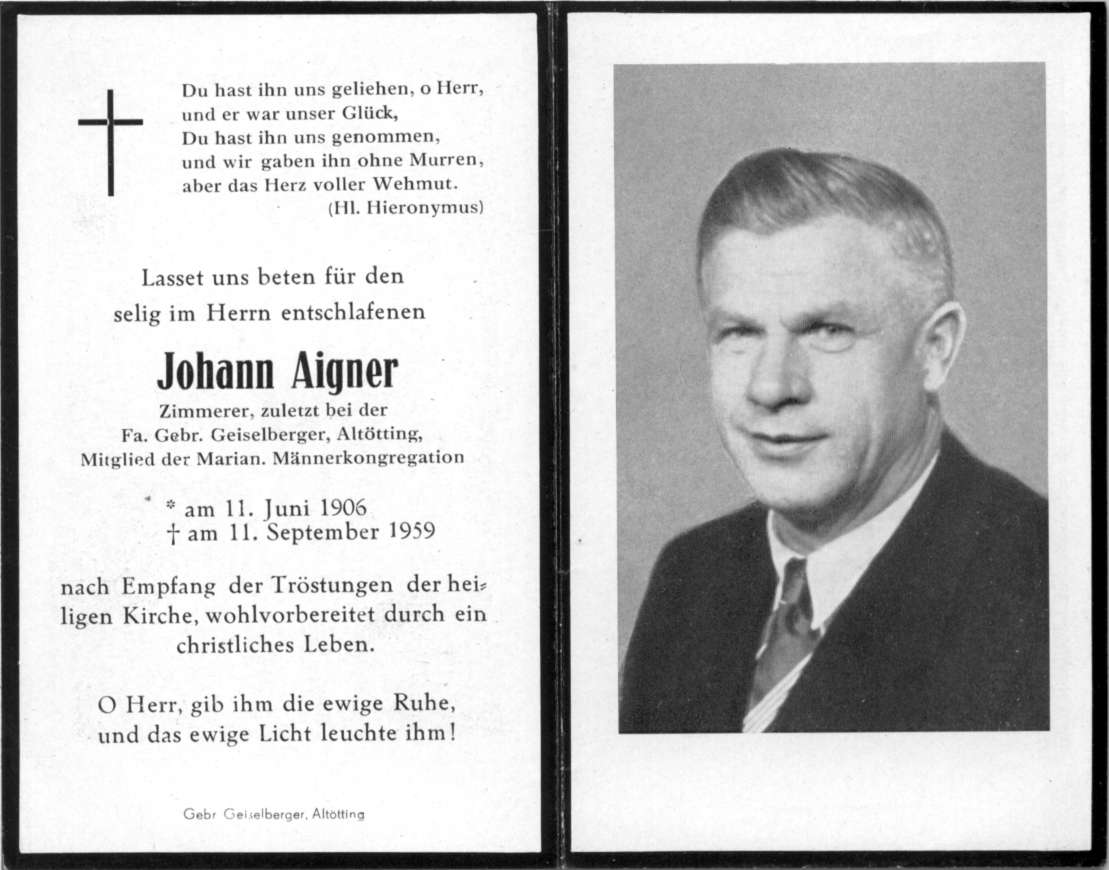 Du hast ihn uns geliehen, o Herr,
und er war unser Glück,
Du hast ihn uns genommen,
und wir gaben ihn ohne Murren,
aber das Herz voller Wehmut.
(Hl. Hieronymus)
Lasset uns beten für den
selig im Herrn entschlafenen
Johann Aigner
Zimmerer, zuletzt bei der
Fa. Gebr. Geiselberger, Altötting,
Mitglied der Marian. Männerkongregation
* am 11. Juni 1906
† am 11. September 1959
nach Empfang der Tröstungen der hei⸗
ligen Kirche, wohlvorbereitet durch ein
christliches Leben.
O Herr, gib ihm die ewige Ruhe,
und das ewige Licht leuchte ihm!
Gebr Geiselberger, Altötting